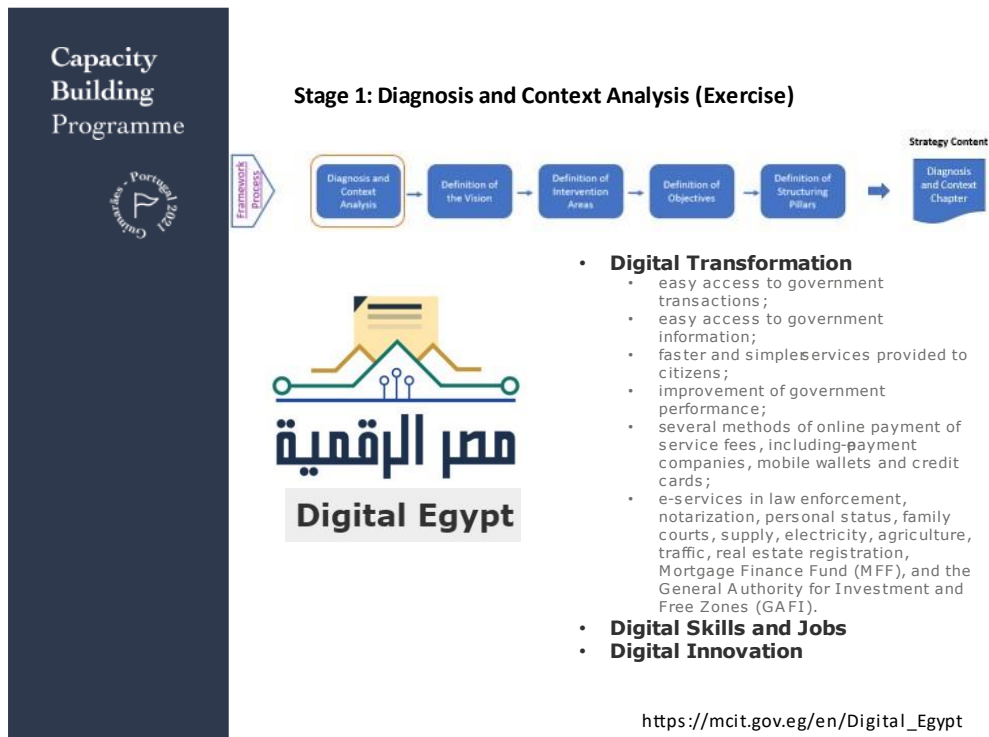 Capacity
Building
Programme
Guimarães - Portugal 2021
Stage 1: Diagnosis and Context Analysis (Exercise)
Framework
Process
Diagnosis and
Context
Analysis
Definition of
the Vision
Definition of
Intervention
Areas
Definition of
Objectives
Definition of
Structuring
Pillars
Strategy Content
Diagnosis
and Context
Chapter
مصر الرقمية
Digital Egypt
• Digital Transformation
• easy access to government
transactions;
• easy access to government
information;
• faster and simpler services provided to
citizens;
• improvement of government
performance;
• several methods of online payment of
service fees, including e-payment
companies, mobile wallets and credit
cards;
• e-services in law enforcement,
notarization, personal status, family
courts, supply, electricity, agriculture,
traffic, real estate registration,
Mortgage Finance Fund (MFF), and the
General Authority for Investment and
Free Zones (GAFI).
• Digital Skills and Jobs
• Digital Innovation
https://mcit.gov.eg/en/Digital_Egypt